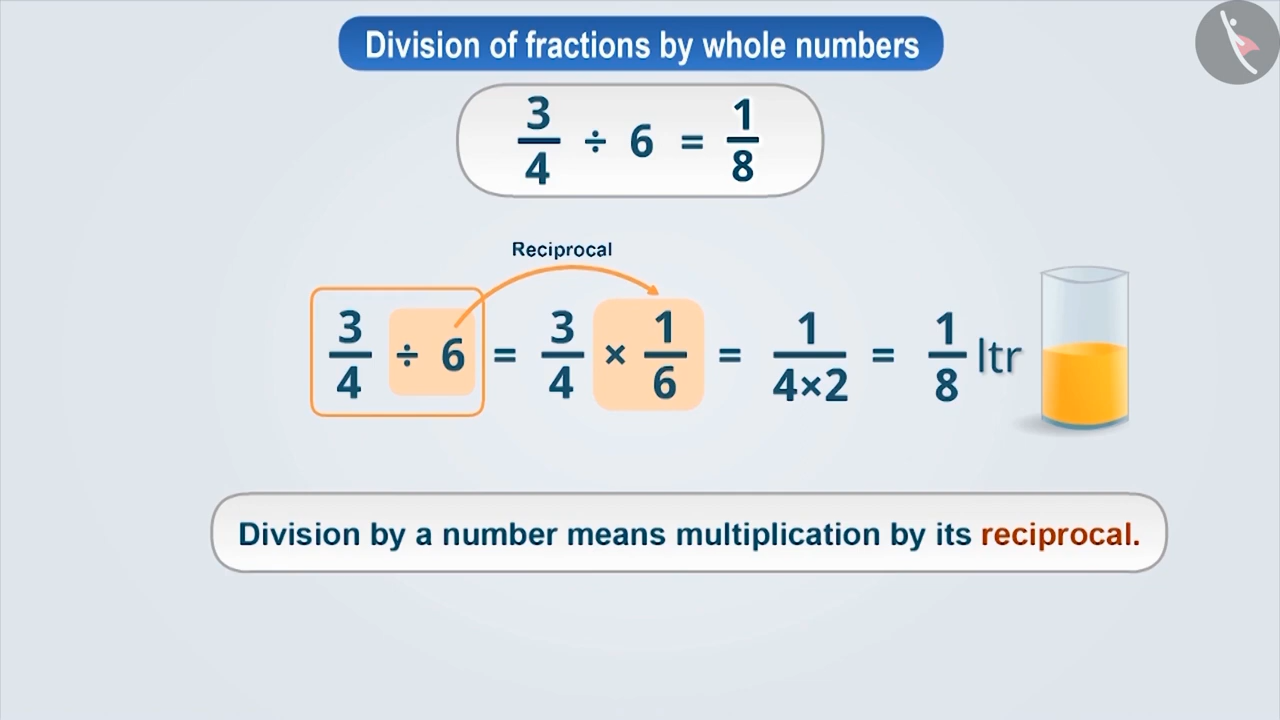 Division of fractions by whole numbers
3/4 ÷ 6 = 1/8
Reciprocal
3/4 ÷ 6 = 3/4 × 1/6 = 1/4×2 = 1/8 ltr
Division by a number means multiplication by its reciprocal.